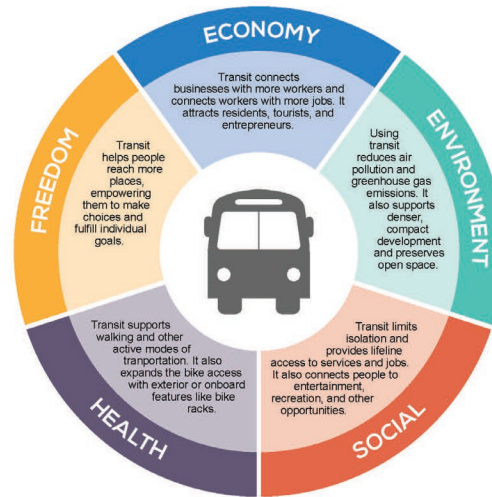 ECONOMY
Transit connects
businesses with more workers and
connects workers with more jobs. It
attracts residents, tourists, and
entrepreneurs.
ENVIRONMENT
Using
transit
reduces air
pollution and
greenhouse gas
emissions. It
also supports
denser,
compact
development
and preserves
open space.
SOCIAL
Transit limits
isolation and
provides lifeline
access to services and jobs.
It also connects people to
entertainment,
recreation, and other
opportunities.
HEALTH
Transit supports
walking and other
active modes of
tranportation. It also
expands the bike access
with exterior or onboard
features like bike
racks.
FREEDOM
Transit
helps people
reach more
places,
empowering
them to make
choices and
fulfill individual
goals.